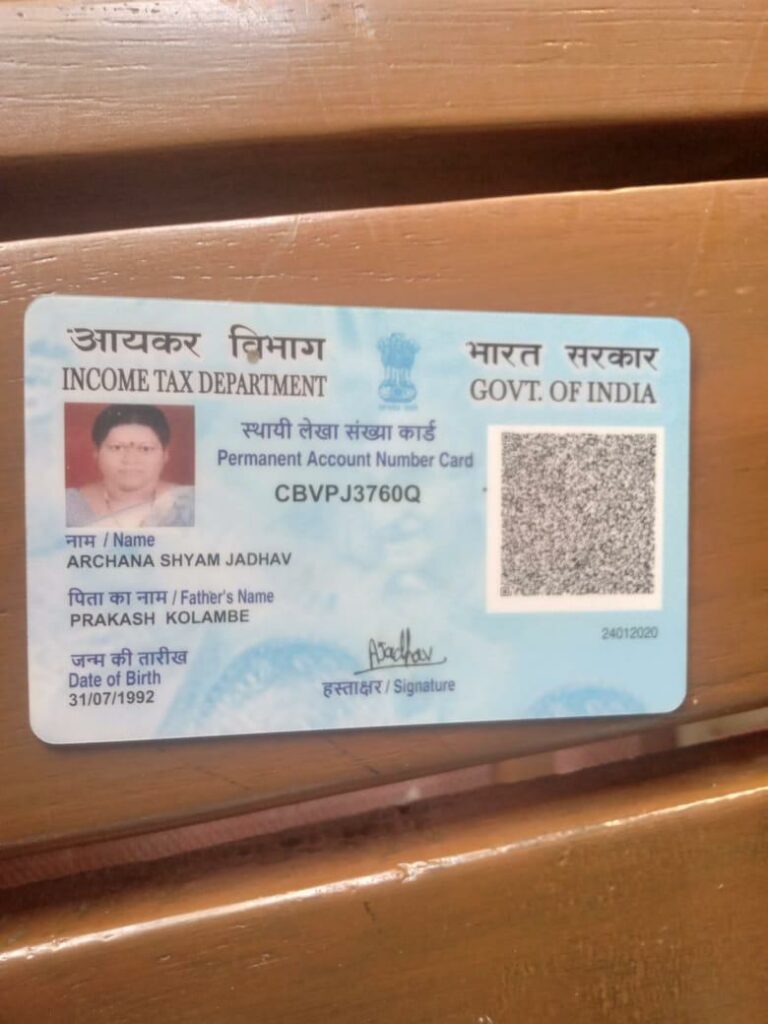 आयकर विभाग
INCOME TAX DEPARTMENT
भारत सरकार
GOVT. OF INDIA
स्थायी लेखा संख्या कार्ड
Permanent Account Number Card
CBVPJ3760Q
नाम / Name
ARCHANA SHYAM JADHAV
पिता का नाम / Father's Name
PRAKASH KOLAMBE
जन्म की तारीख
Date of Birth
31/07/1992
AJadhav
हस्ताक्षर / Signature
24012020